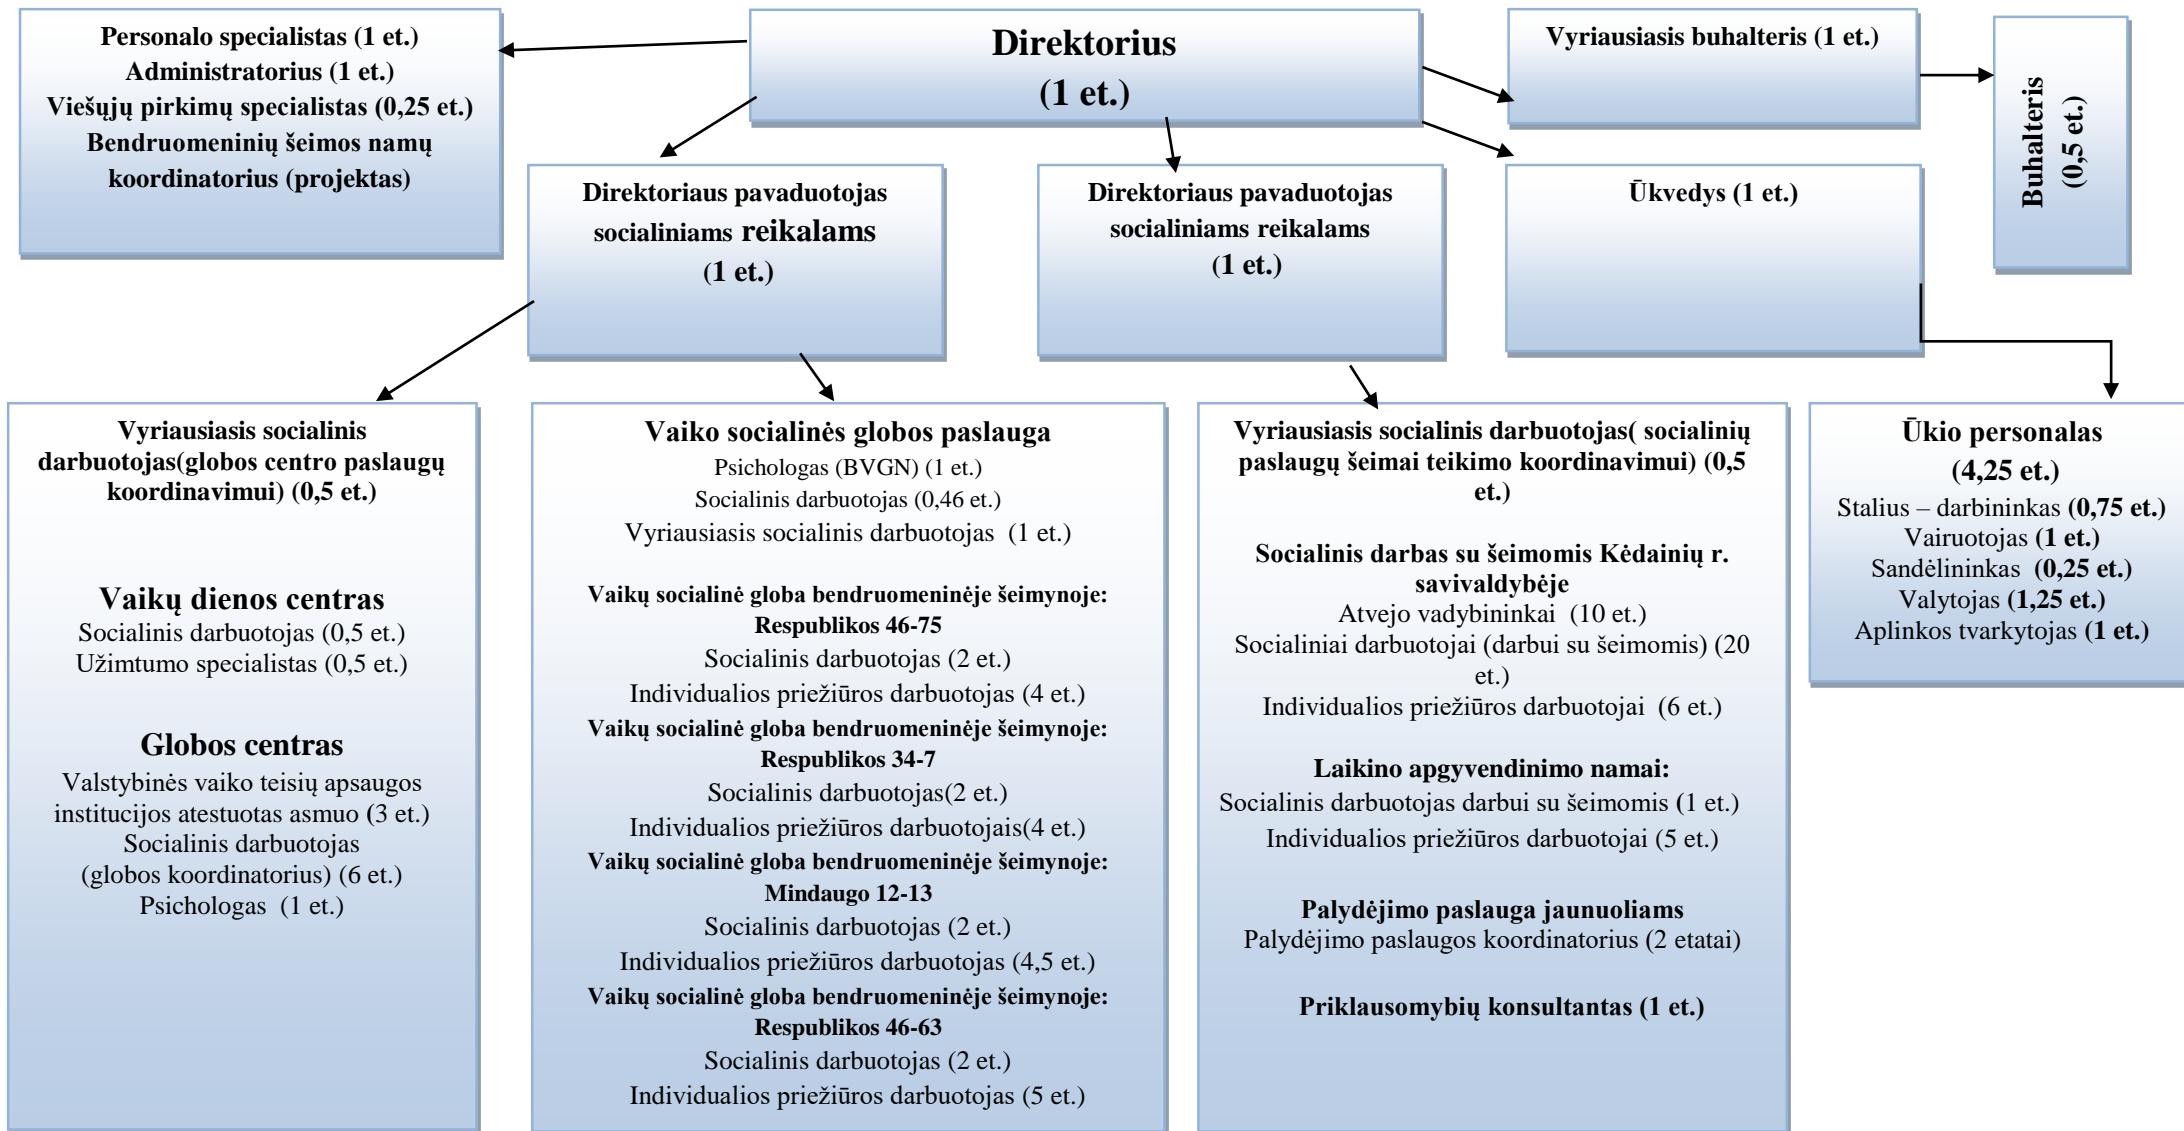 Personalo specialistas (1 et.)
Administratorius (1 et.)
Viešųjų pirkimų specialistas (0,25 et.)
Bendruomeninių šeimos namų
koordinatorius (projektas)
Direktorius
(1 et.)
Vyriausiasis buhalteris (1 et.)
Buhalteris
(0,5 et.)
Direktoriaus pavaduotojas
socialiniams reikalams
(1 et.)
Direktoriaus pavaduotojas
socialiniams reikalams
(1 et.)
Ūkvedys (1 et.)
Vyriausiasis socialinis
darbuotojas(globos centro paslaugų
koordinavimui) (0,5 et.)
Vaikų dienos centras
Socialinis darbuotojas (0,5 et.)
Užimtumo specialistas (0,5 et.)
Globos centras
Valstybinės vaiko teisių apsaugos
institucijos atestuotas asmuo (3 et.)
Socialinis darbuotojas
(globos koordinatorius) (6 et.)
Psichologas  (1 et.)
Vaiko socialinės globos paslauga
Psichologas (BVGN) (1 et.)
Socialinis darbuotojas (0,46 et.)
Vyriausiasis socialinis darbuotojas  (1 et.)
Vaikų socialinė globa bendruomeninėje šeimynoje:
Respublikos 46-75
Socialinis darbuotojas (2 et.)
Individualios priežiūros darbuotojas (4 et.)
Vaikų socialinė globa bendruomeninėje šeimynoje:
Respublikos 34-7
Socialinis darbuotojas(2 et.)
Individualios priežiūros darbuotojais(4 et.)
Vaikų socialinė globa bendruomeninėje šeimynoje:
Mindaugo 12-13
Socialinis darbuotojas (2 et.)
Individualios priežiūros darbuotojas (4,5 et.)
Vaikų socialinė globa bendruomeninėje šeimynoje:
Respublikos 46-63
Socialinis darbuotojas (2 et.)
Individualios priežiūros darbuotojas (5 et.)
Vyriausiasis socialinis darbuotojas( socialinių
paslaugų šeimai teikimo koordinavimui) (0,5
et.)
Socialinis darbas su šeimomis Kėdainių r.
savivaldybėje
Atvejo vadybininkai  (10 et.)
Socialiniai darbuotojai (darbui su šeimomis) (20
et.)
Individualios priežiūros darbuotojai  (6 et.)
Laikino apgyvendinimo namai:
Socialinis darbuotojas darbui su šeimomis (1 et.)
Individualios priežiūros darbuotojai (5 et.)
Palydėjimo paslauga jaunuoliams
Palydėjimo paslaugos koordinatorius (2 etatai)
Priklausomybių konsultantas (1 et.)
Ūkio personalas
(4,25 et.)
Stalius – darbininkas (0,75 et.)
Vairuotojas (1 et.)
Sandėlininkas  (0,25 et.)
Valytojas (1,25 et.)
Aplinkos tvarkytojas (1 et.)